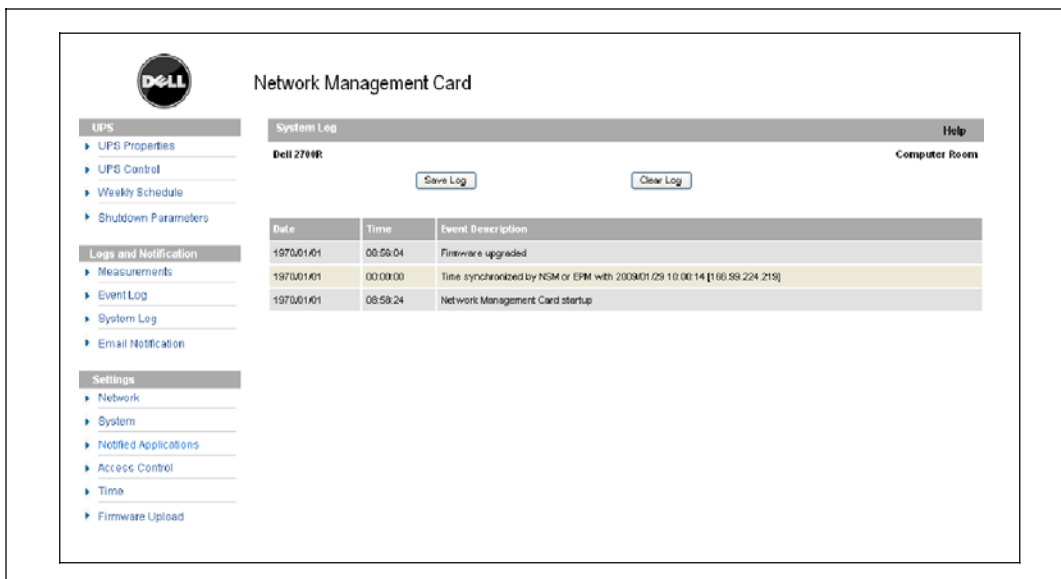 DELL
Network Management Card
UPS
UPS Properties
UPS Control
Weekly Schedule
Shutdown Parameters
Logs and Notification
Measurements
Event Log
System Log
Email Notification
Settings
Network
System
Notified Applications
Access Control
Time
Firmware Upload
System Log Help
Dell 2700R Computer Room
Save Log Clear Log
Date Time Event Description
1970/01/01 08:56:04 Firmware upgraded
1970/01/01 00:00:00 Time synchronized by NSM or EPM with 2009/01/29 10:00:14 [166.99.224.219]
1970/01/01 08:58:24 Network Management Card startup